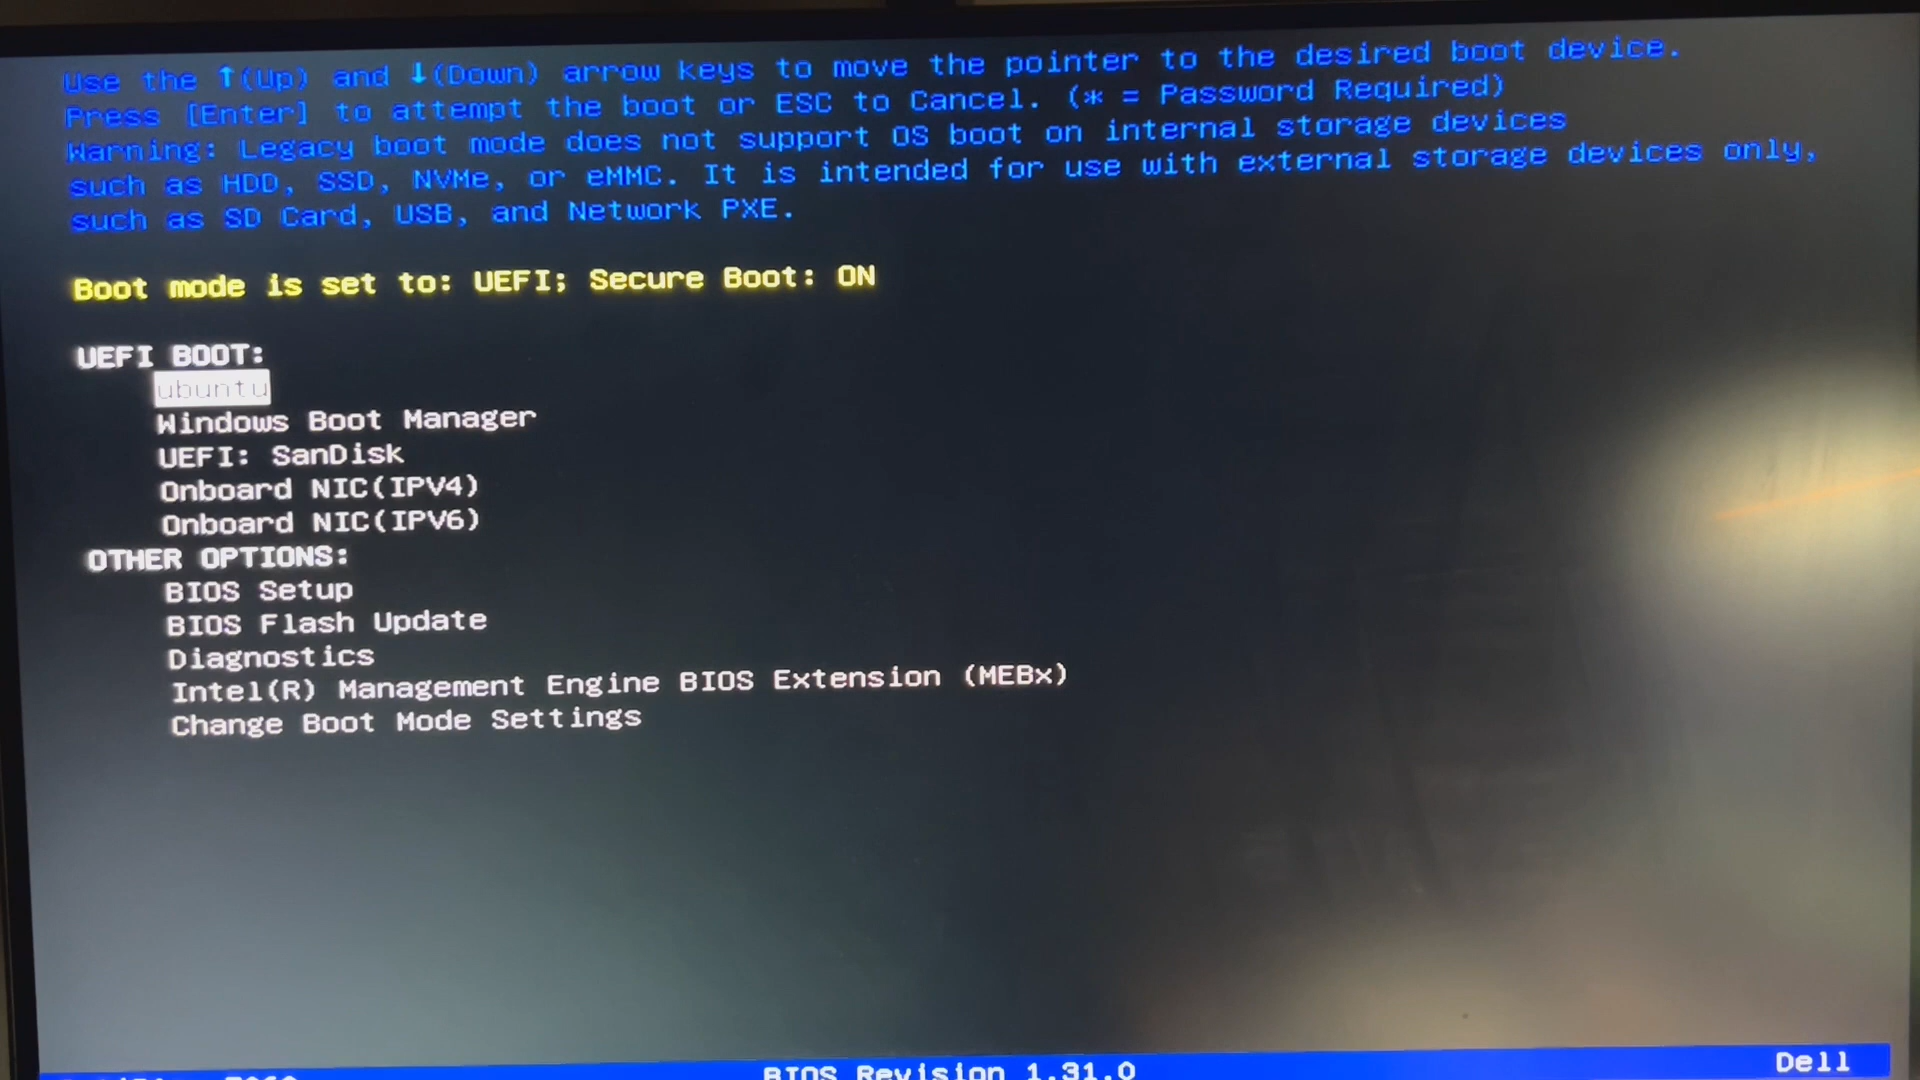 Use the ↑(Up) and ↓(Down) arrow keys to move the pointer to the desired boot device.
Press [Enter] to attempt the boot or ESC to Cancel. (* = Password Required)
Warning: Legacy boot mode does not support OS boot on internal storage devices
such as HDD, SSD, NVMe, or eMMC. It is intended for use with external storage devices only,
such as SD Card, USB, and Network PXE.
Boot mode is set to: UEFI; Secure Boot: ON
UEFI BOOT:
ubuntu
Windows Boot Manager
UEFI: SanDisk
Onboard NIC(IPV4)
Onboard NIC(IPV6)
OTHER OPTIONS:
BIOS Setup
BIOS Flash Update
Diagnostics
Intel(R) Management Engine BIOS Extension (MEBx)
Change Boot Mode Settings
BIOS Revision 1.31.0
Dell